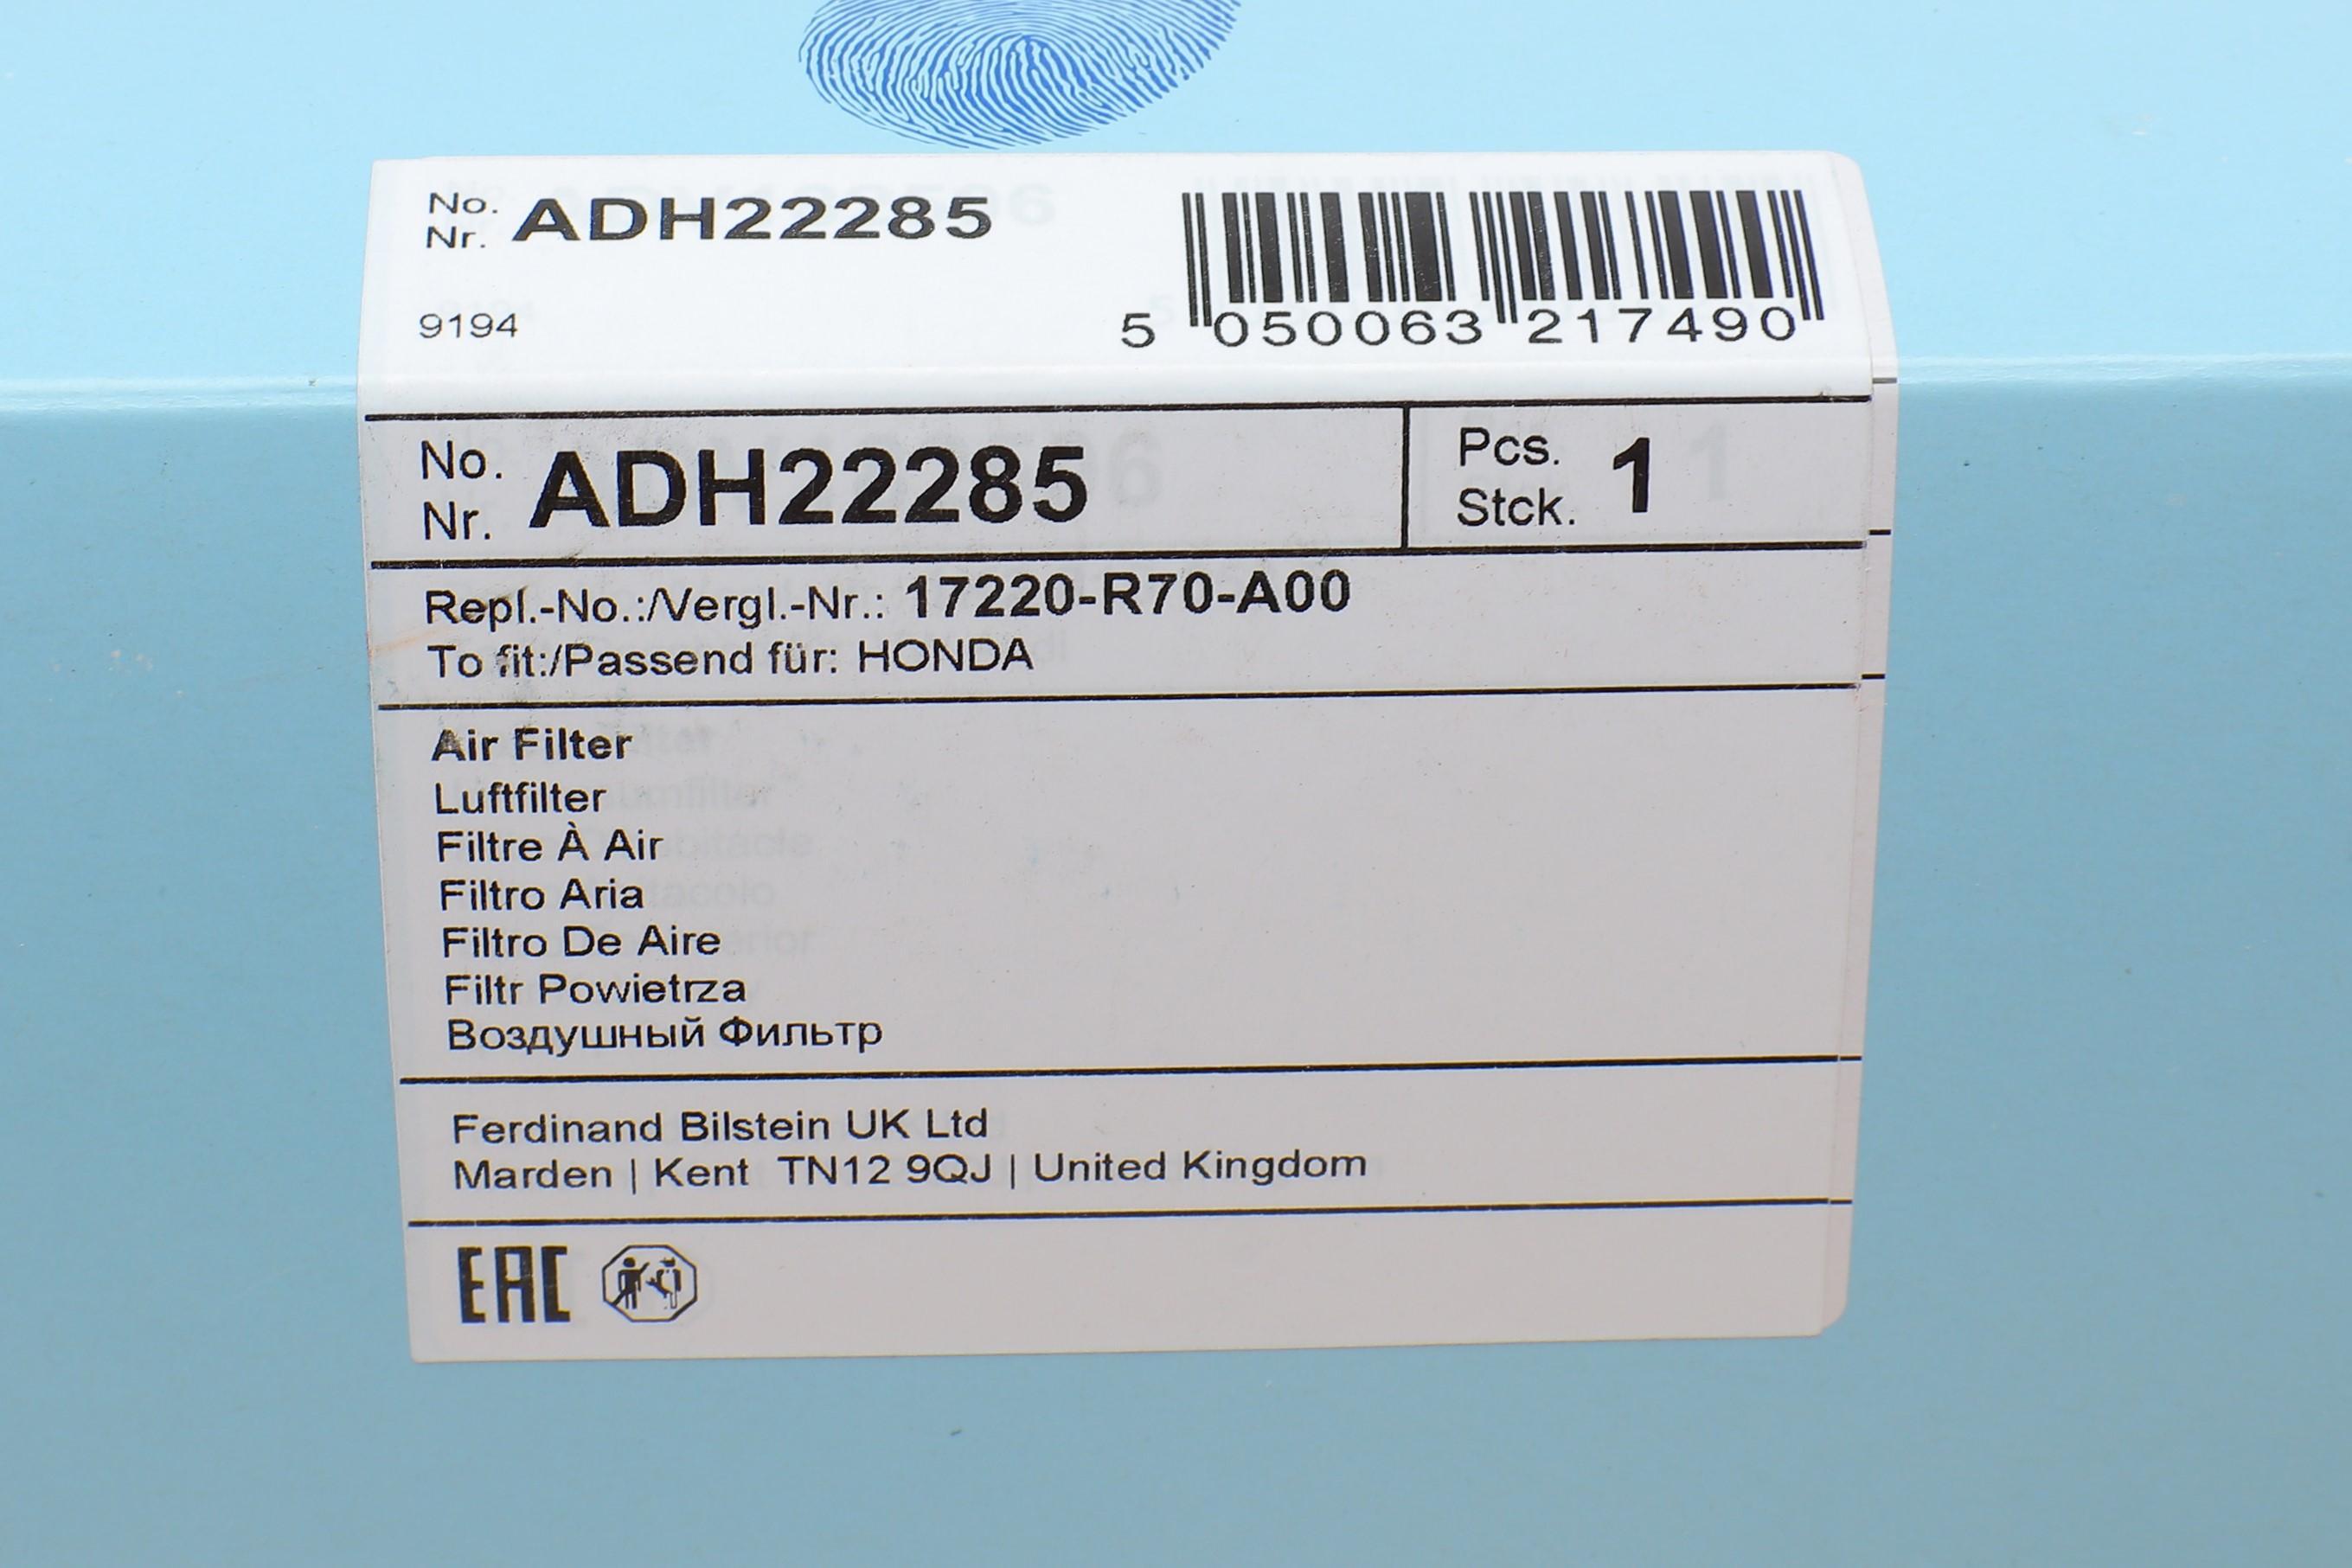 No.
Nr. ADH22285
9194
5 050063 217490
No.
Nr. ADH22285
Pcs.
Stck. 1
Repl.-No.:/Vergl.-Nr.: 17220-R70-A00
To fit:/Passend für: HONDA
Air Filter
Luftfilter
Filtre À Air
Filtro Aria
Filtro De Aire
Filtr Powietrza
Воздушный Фильтр
Ferdinand Bilstein UK Ltd
Marden | Kent TN12 9QJ | United Kingdom
EAC